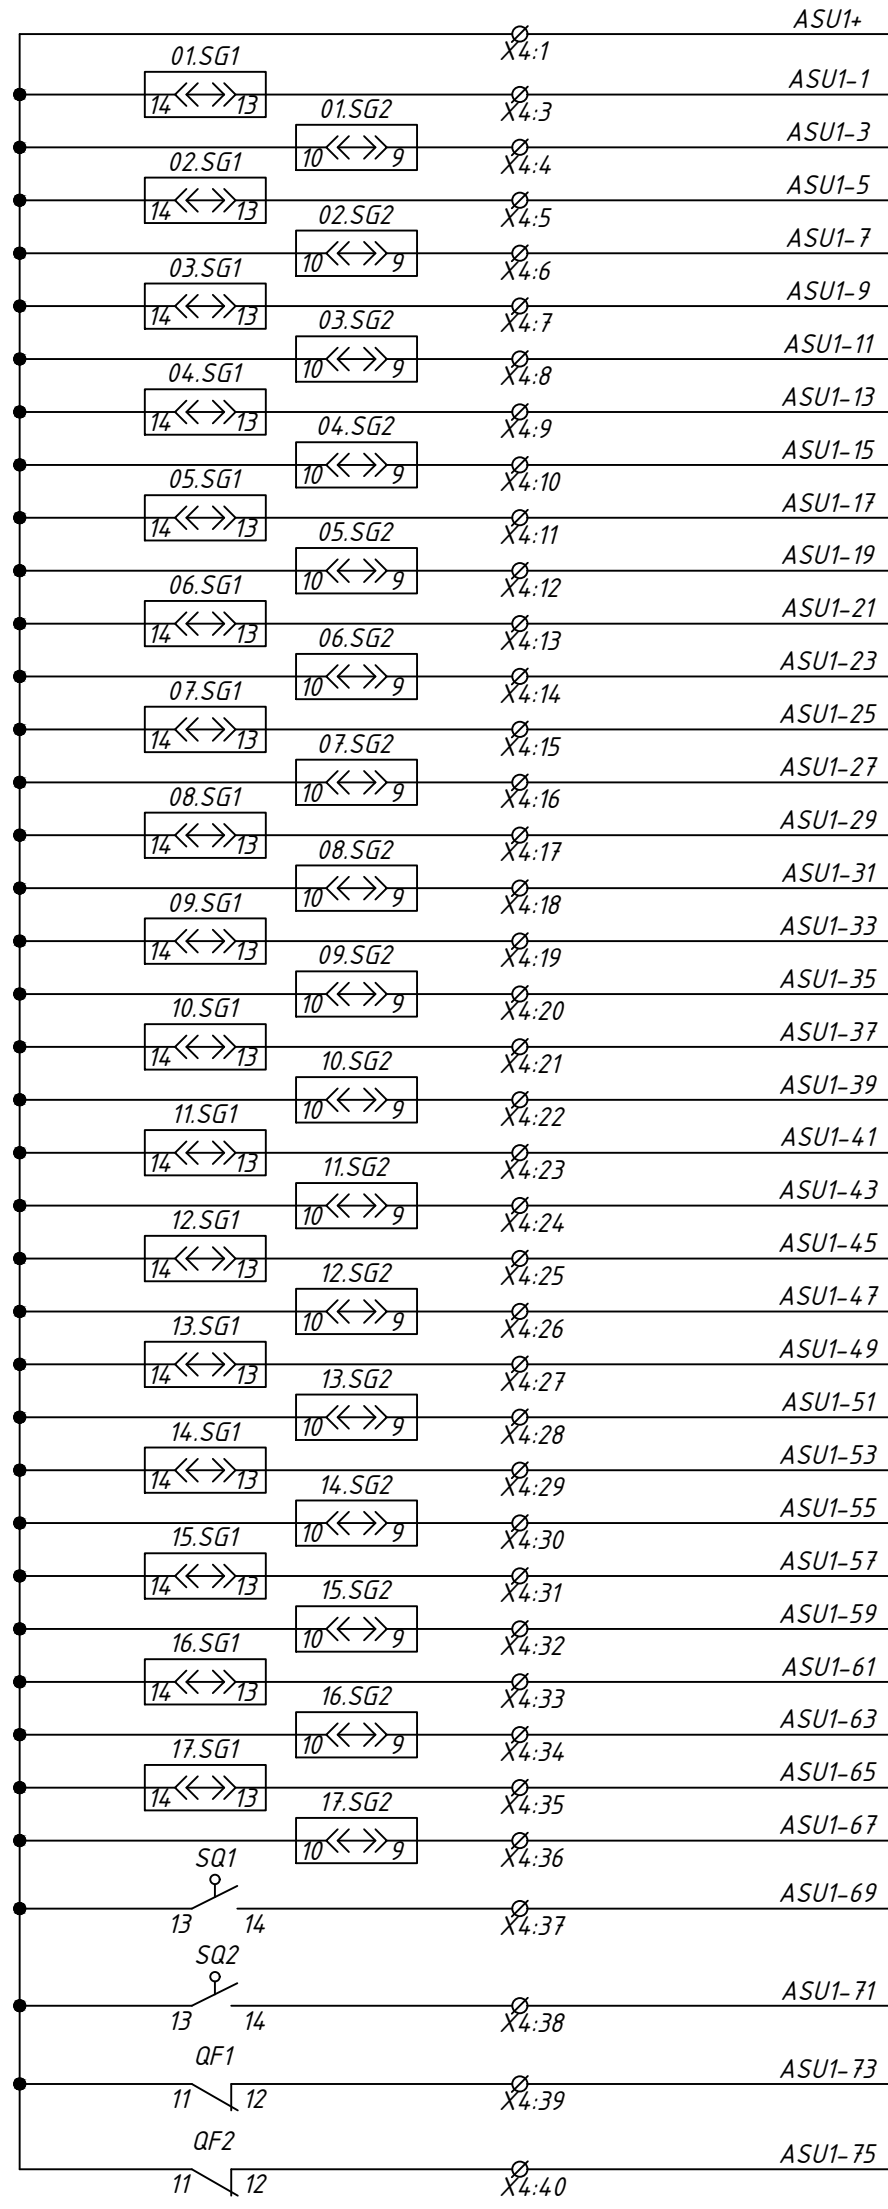 ASU1+
X4:1
01.SG1
ASU1-1
14 13
X4:3
01.SG2
ASU1-3
10 9
X4:4
02.SG1
ASU1-5
14 13
X4:5
02.SG2
ASU1-7
10 9
X4:6
03.SG1
ASU1-9
14 13
X4:7
03.SG2
ASU1-11
10 9
X4:8
04.SG1
ASU1-13
14 13
X4:9
04.SG2
ASU1-15
10 9
X4:10
05.SG1
ASU1-17
14 13
X4:11
05.SG2
ASU1-19
10 9
X4:12
06.SG1
ASU1-21
14 13
X4:13
06.SG2
ASU1-23
10 9
X4:14
07.SG1
ASU1-25
14 13
X4:15
07.SG2
ASU1-27
10 9
X4:16
08.SG1
ASU1-29
14 13
X4:17
08.SG2
ASU1-31
10 9
X4:18
09.SG1
ASU1-33
14 13
X4:19
09.SG2
ASU1-35
10 9
X4:20
10.SG1
ASU1-37
14 13
X4:21
10.SG2
ASU1-39
10 9
X4:22
11.SG1
ASU1-41
14 13
X4:23
11.SG2
ASU1-43
10 9
X4:24
12.SG1
ASU1-45
14 13
X4:25
12.SG2
ASU1-47
10 9
X4:26
13.SG1
ASU1-49
14 13
X4:27
13.SG2
ASU1-51
10 9
X4:28
14.SG1
ASU1-53
14 13
X4:29
14.SG2
ASU1-55
10 9
X4:30
15.SG1
ASU1-57
14 13
X4:31
15.SG2
ASU1-59
10 9
X4:32
16.SG1
ASU1-61
14 13
X4:33
16.SG2
ASU1-63
10 9
X4:34
17.SG1
ASU1-65
14 13
X4:35
17.SG2
ASU1-67
10 9
X4:36
SQ1
ASU1-69
13 14
X4:37
SQ2
ASU1-71
13 14
X4:38
QF1
ASU1-73
11 12
X4:39
QF2
ASU1-75
11 12
X4:40